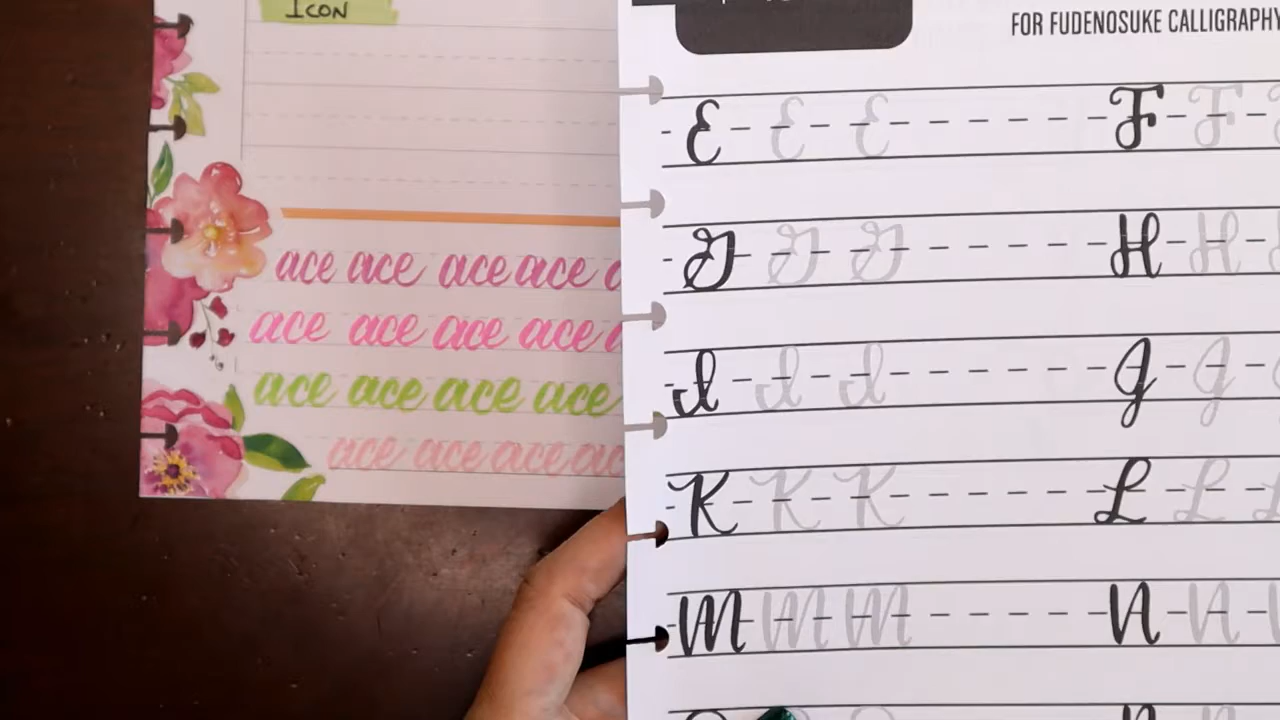 ICON
ace ace ace ace
ace ace ace ace
ace ace ace ace
ace ace ace
FOR FUDENOSUKE CALLIGRAPHY
E E E F F
G G G H H
I I I J J
K K K L L L
M M M N N